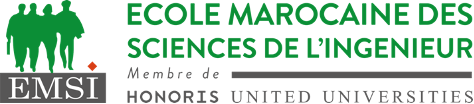 EMSI
ECOLE MAROCAINE DES
SCIENCES DE L'INGENIEUR
Membre de
HONORIS UNITED UNIVERSITIES